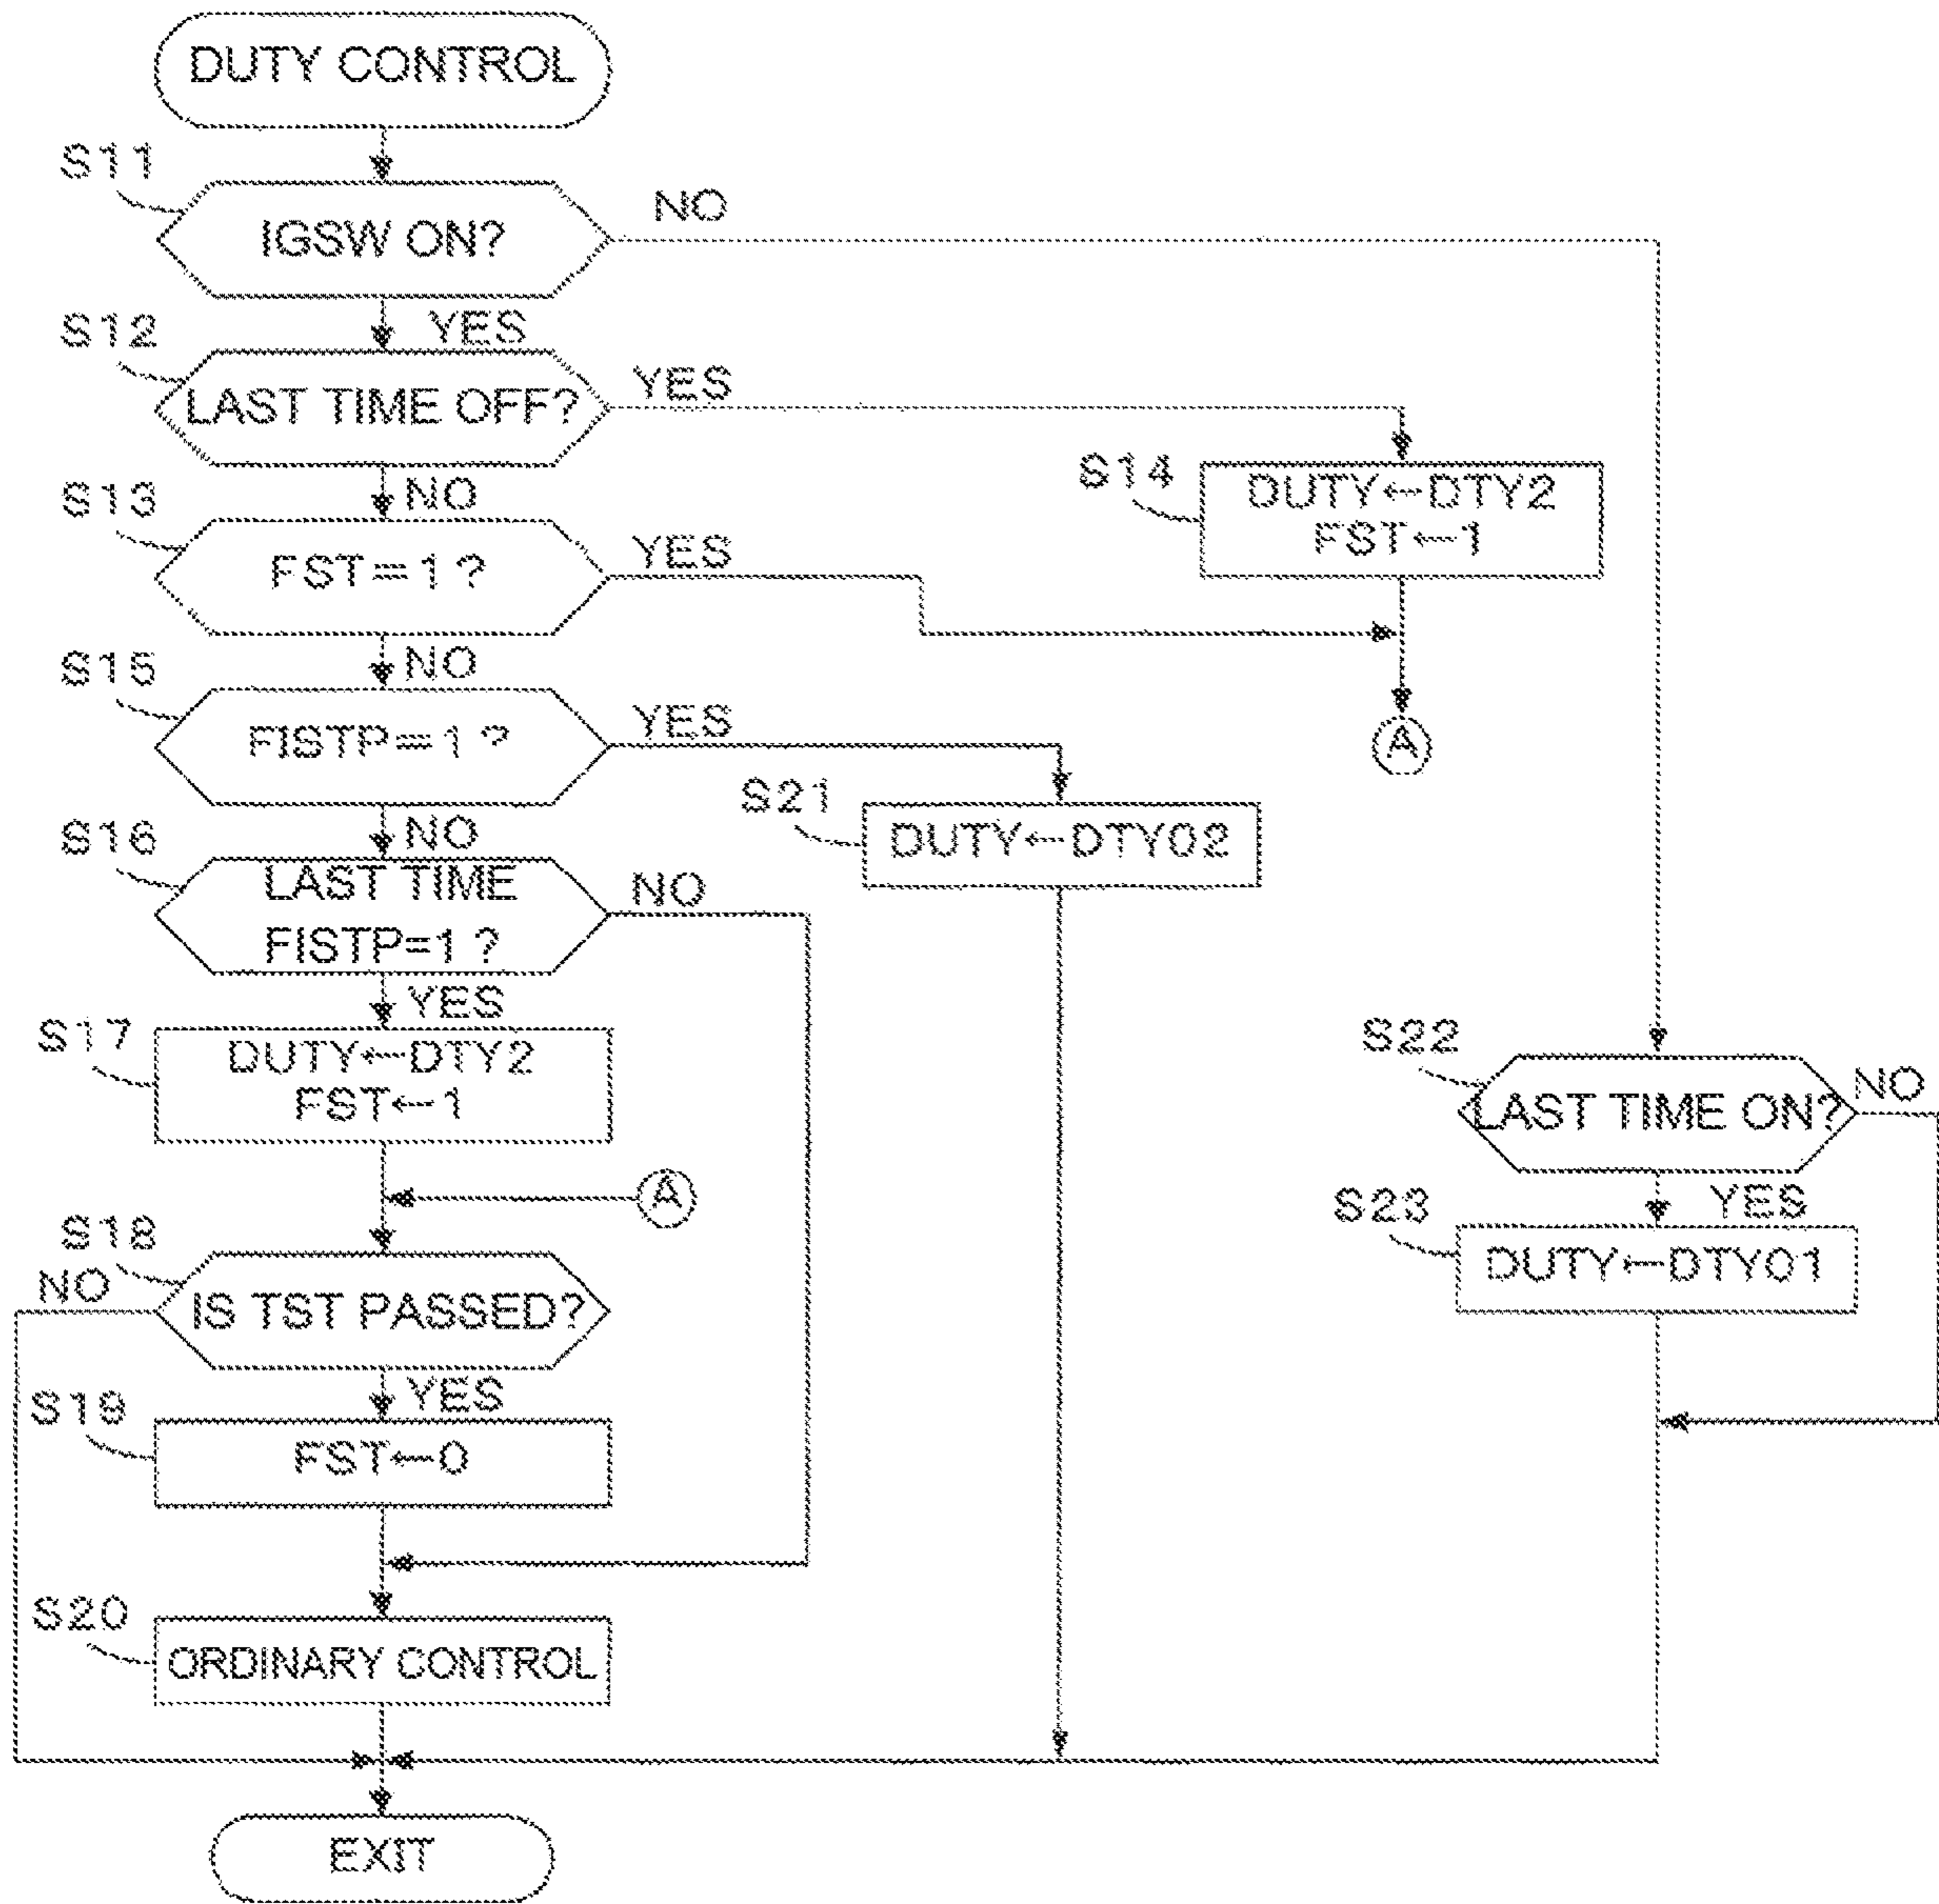 DUTY CONTROL
S11
IGSW ON?
NO
YES
S12
LAST TIME OFF?
YES
NO
S14
DUTY←DTY2
FST←1
S13
FST=1?
YES
NO
A
S15
FISTP=1?
YES
NO
S21
DUTY←DTY02
S16
LAST TIME
FISTP=1?
NO
YES
S17
DUTY←DTY2
FST←1
A
S22
LAST TIME ON?
NO
YES
S23
DUTY←DTY01
S18
NO
IS TST PASSED?
YES
S19
FST←0
S20
ORDINARY CONTROL
EXIT